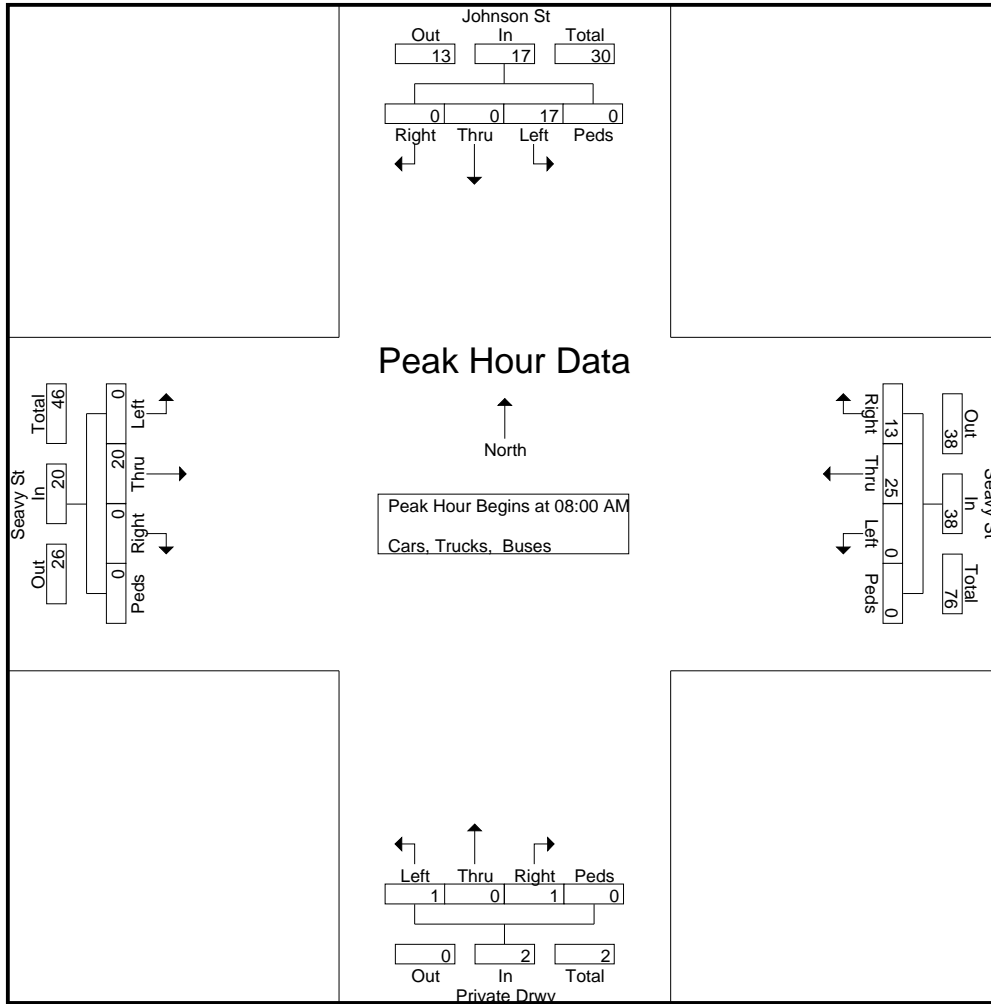 Johnson St
Out In Total
13 17 30
0 0 17 0
Right Thru Left Peds
Peak Hour Data
North
Peak Hour Begins at 08:00 AM
Cars, Trucks, Buses
Seavy St
Total In Out
46 20 26
0 20 0 0
Left Thru Right Peds
Right Thru Left Peds
13 25 0 0
Out In Total
38 38 76
Seavy St
Left Thru Right Peds
1 0 1 0
0 2 2
Out In Total
Private Drwy